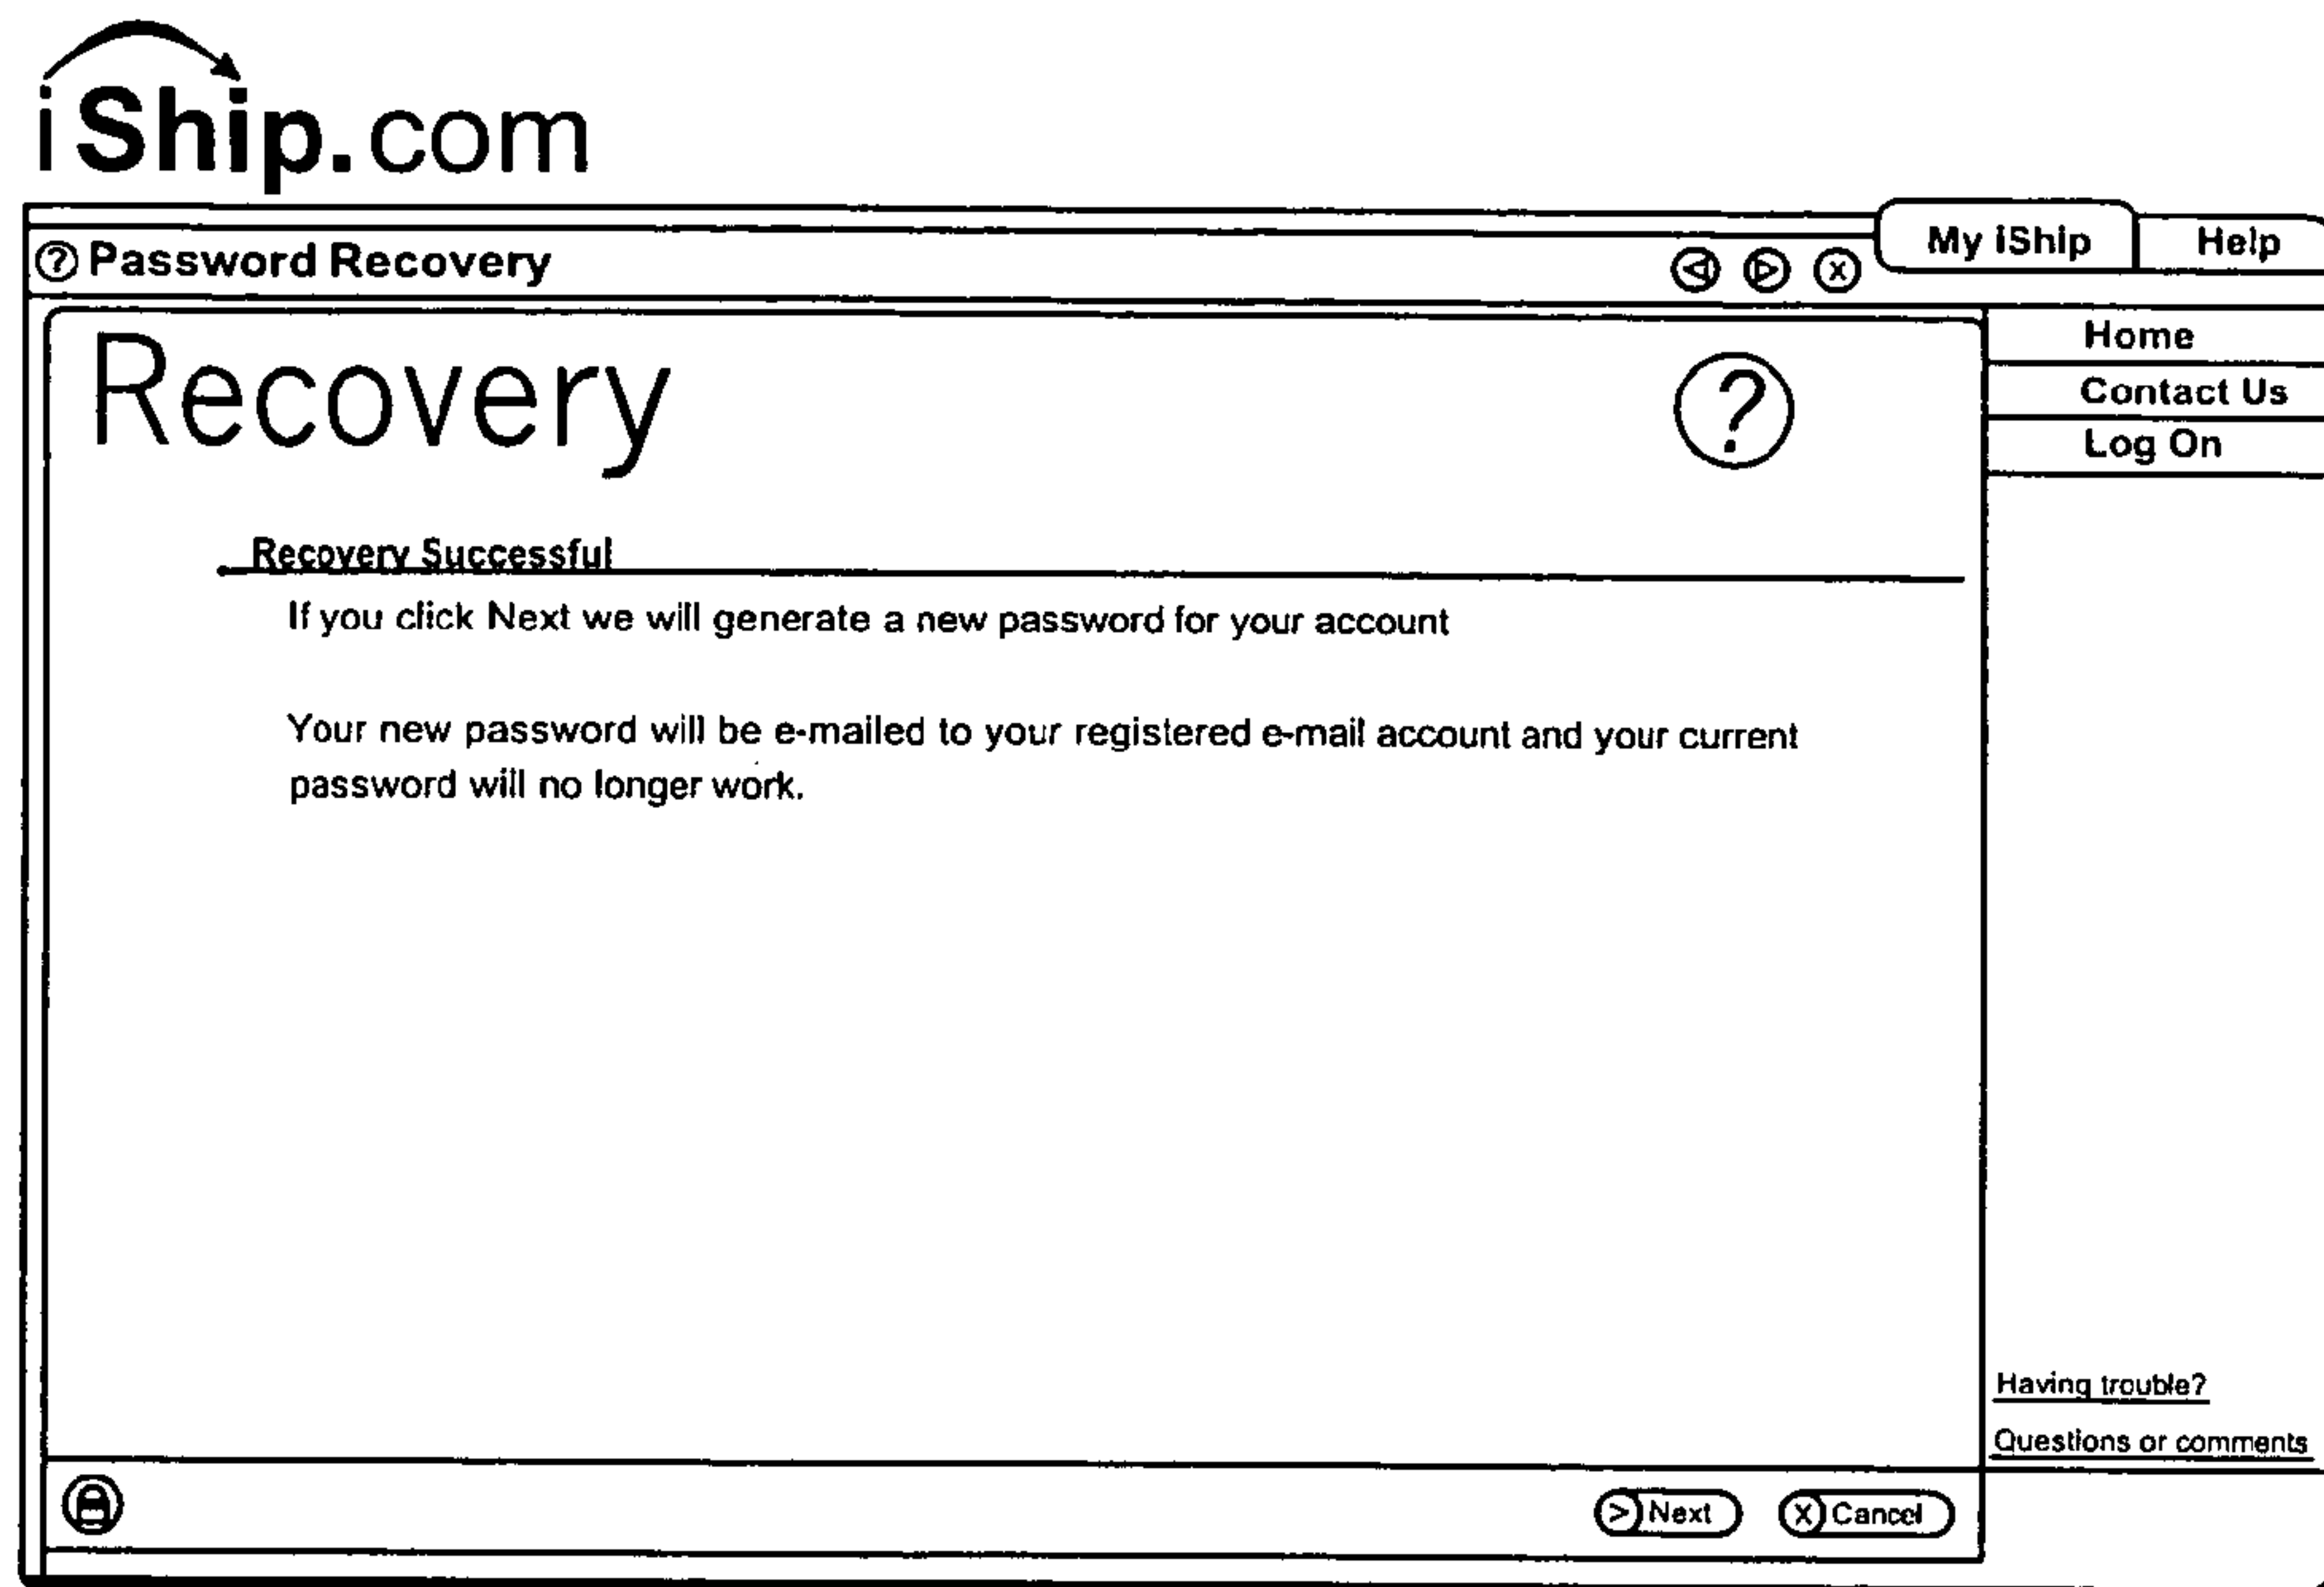 iShip.com
My iShip
Help
Password Recovery
Home
Contact Us
Log On
Recovery
?
Recovery Successful
If you click Next we will generate a new password for your account
Your new password will be e-mailed to your registered e-mail account and your current
password will no longer work.
Having trouble?
Questions or comments
Next
Cancel